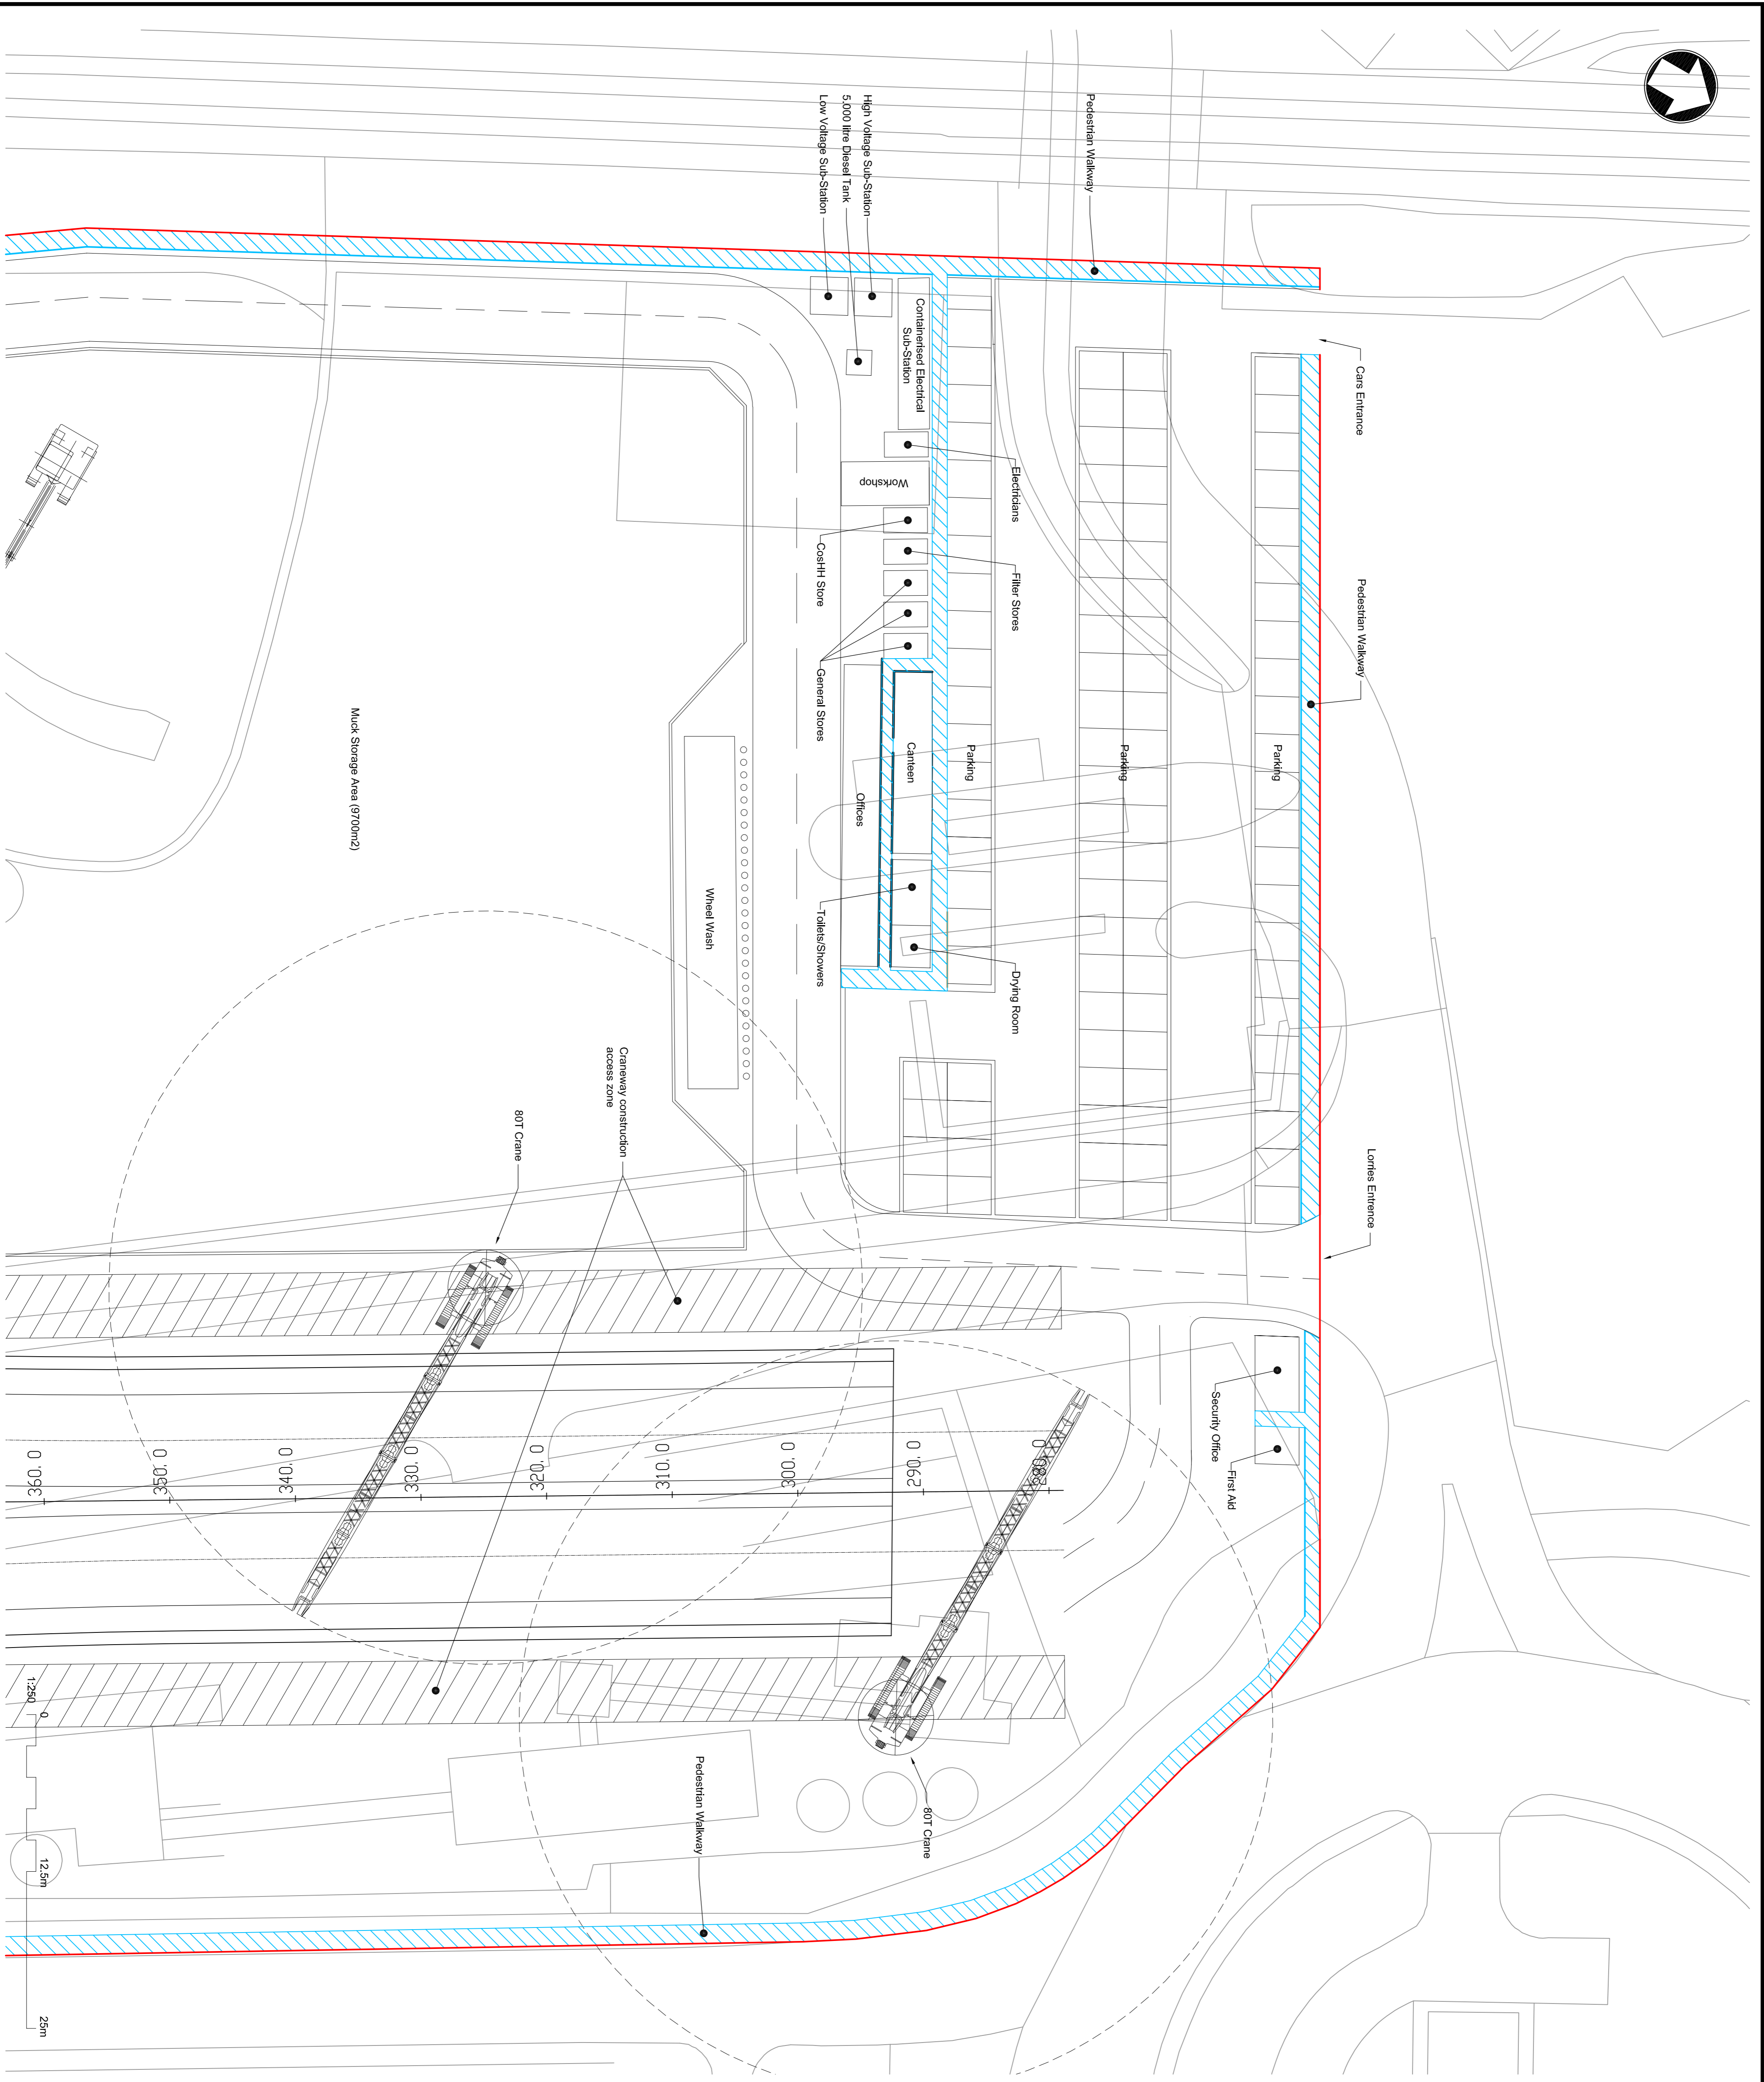 Pedestrian Walkway
High Voltage Sub-Station
5,000 litre Diesel Tank
Low Voltage Sub-Station
Containerised Electrical
Sub-Station
Cars Entrance
Electricians
Workshop
CosHH Store
Filter Stores
General Stores
Pedestrian Walkway
Parking
Parking
Parking
Canteen
Offices
Muck Storage Area (9700m2)
Wheel Wash
Toilets/Showers
Drying Room
Craneway construction
access zone
80T Crane
Lorries Entrence
Security Office
First Aid
280.0
290.0
300.0
310.0
320.0
330.0
340.0
350.0
360.0
80T Crane
Pedestrian Walkway
1:250
0
12.5m
25m